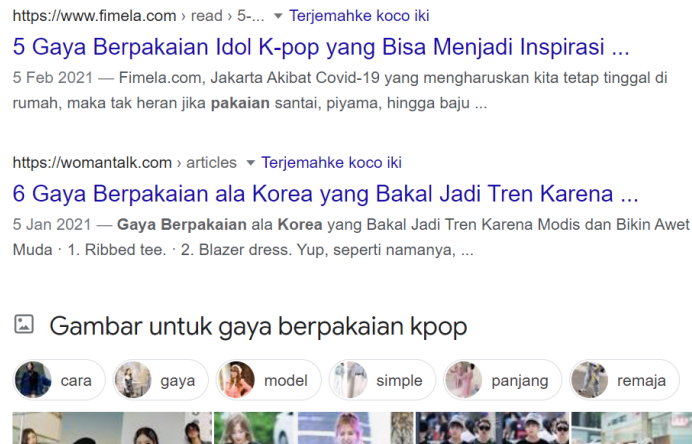 https://www.fimela.com › read › 5-... Terjemahke koco iki
5 Gaya Berpakaian Idol K-pop yang Bisa Menjadi Inspirasi ...
5 Feb 2021 — Fimela.com, Jakarta Akibat Covid-19 yang mengharuskan kita tetap tinggal di
rumah, maka tak heran jika pakaian santai, piyama, hingga baju ...
https://womantalk.com › articles Terjemahke koco iki
6 Gaya Berpakaian ala Korea yang Bakal Jadi Tren Karena ...
5 Jan 2021 — Gaya Berpakaian ala Korea yang Bakal Jadi Tren Karena Modis dan Bikin Awet
Muda · 1. Ribbed tee. · 2. Blazer dress. Yup, seperti namanya, ...
Gambar untuk gaya berpakaian kpop
cara gaya model simple panjang remaja